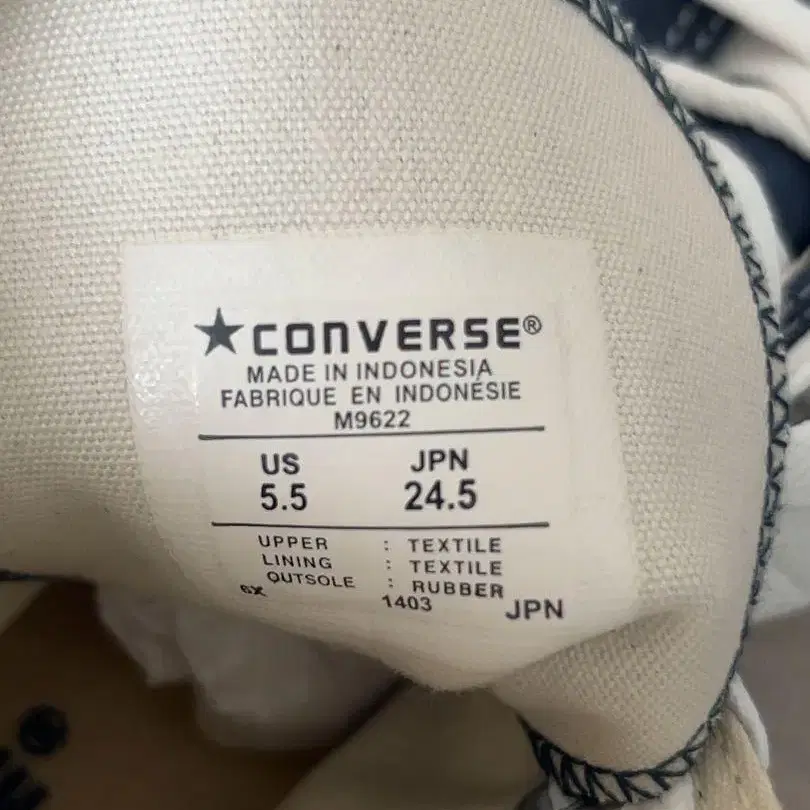 ★CONVERSE®
MADE IN INDONESIA
FABRIQUE EN INDONÉSIE
M9622
US JPN
5.5 24.5
UPPER : TEXTILE
LINING : TEXTILE
OUTSOLE : RUBBER
6X 1403 JPN